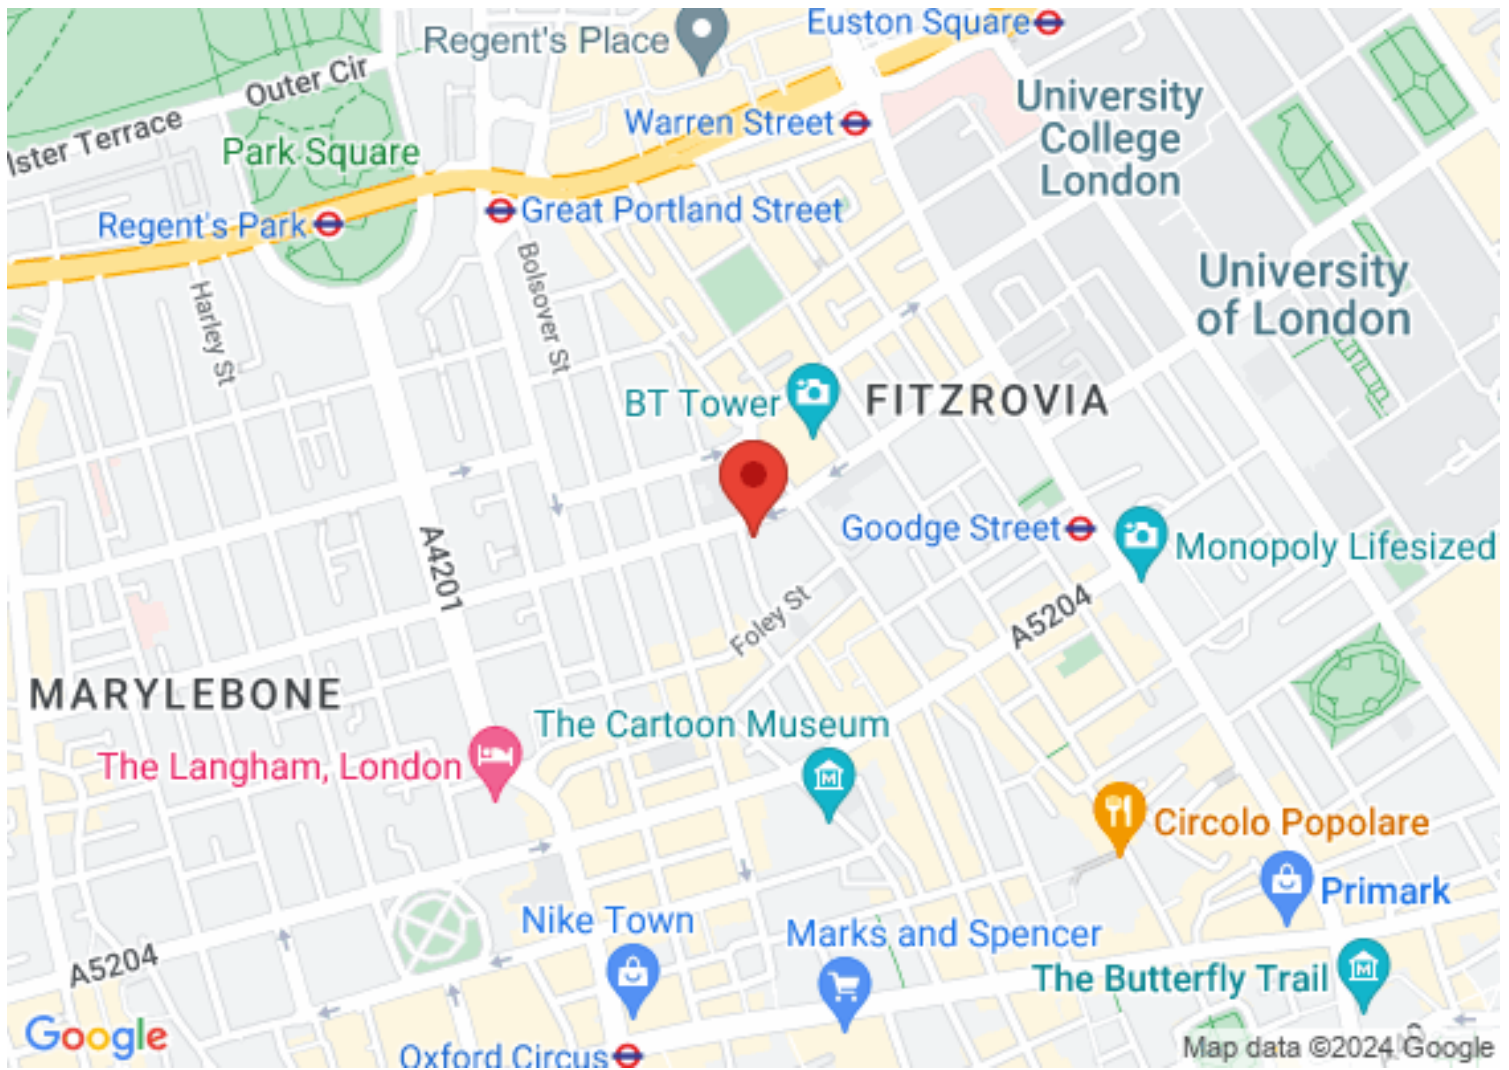 Regent's Place
Euston Square
Outer Cir
lster Terrace
Park Square
Warren Street
University
College
London
Regent's Park
Great Portland Street
Harley St
Bolsover St
University
of London
BT Tower
FITZROVIA
A4201
Goodge Street
Monopoly Lifesized
Foley St
A5204
MARYLEBONE
The Langham, London
The Cartoon Museum
Circolo Popolare
Primark
Nike Town
Marks and Spencer
A5204
The Butterfly Trail
Google
Oxford Circus
Map data ©2024 Google